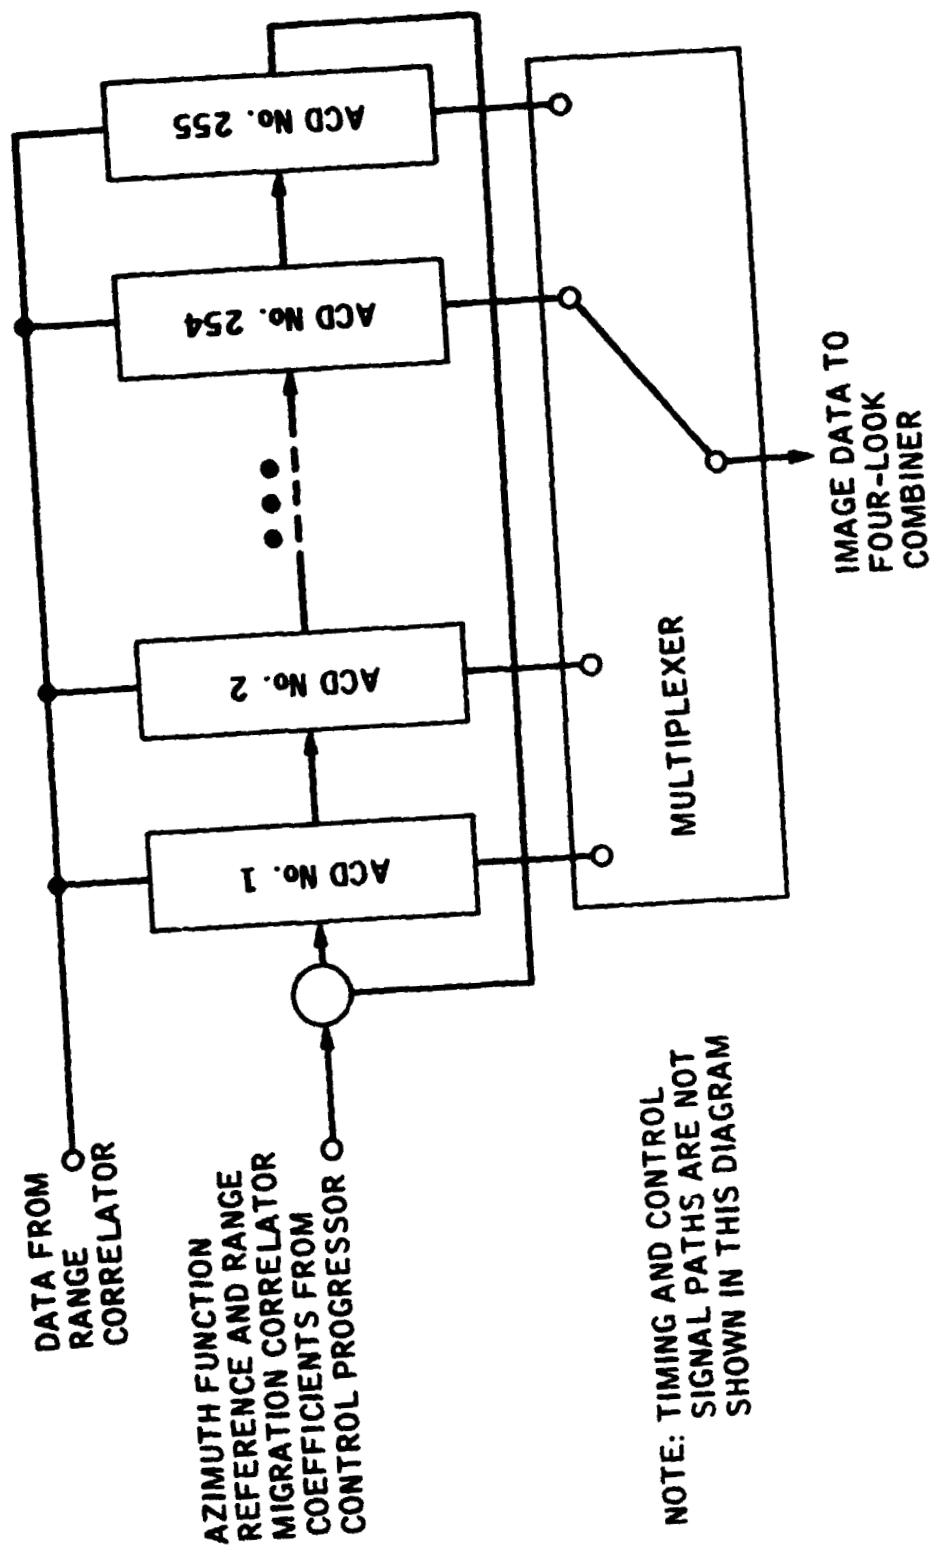 DATA FROM
RANGE
CORRELATOR
AZIMUTH FUNCTION
REFERENCE AND RANGE
MIGRATION CORRELATOR
COEFFICIENTS FROM
CONTROL PROGRESSOR
ACD No. 1
ACD No. 2
ACD No. 254
ACD No. 255
MULTIPLEXER
IMAGE DATA TO
FOUR-LOOK
COMBINER
NOTE: TIMING AND CONTROL
SIGNAL PATHS ARE NOT
SHOWN IN THIS DIAGRAM